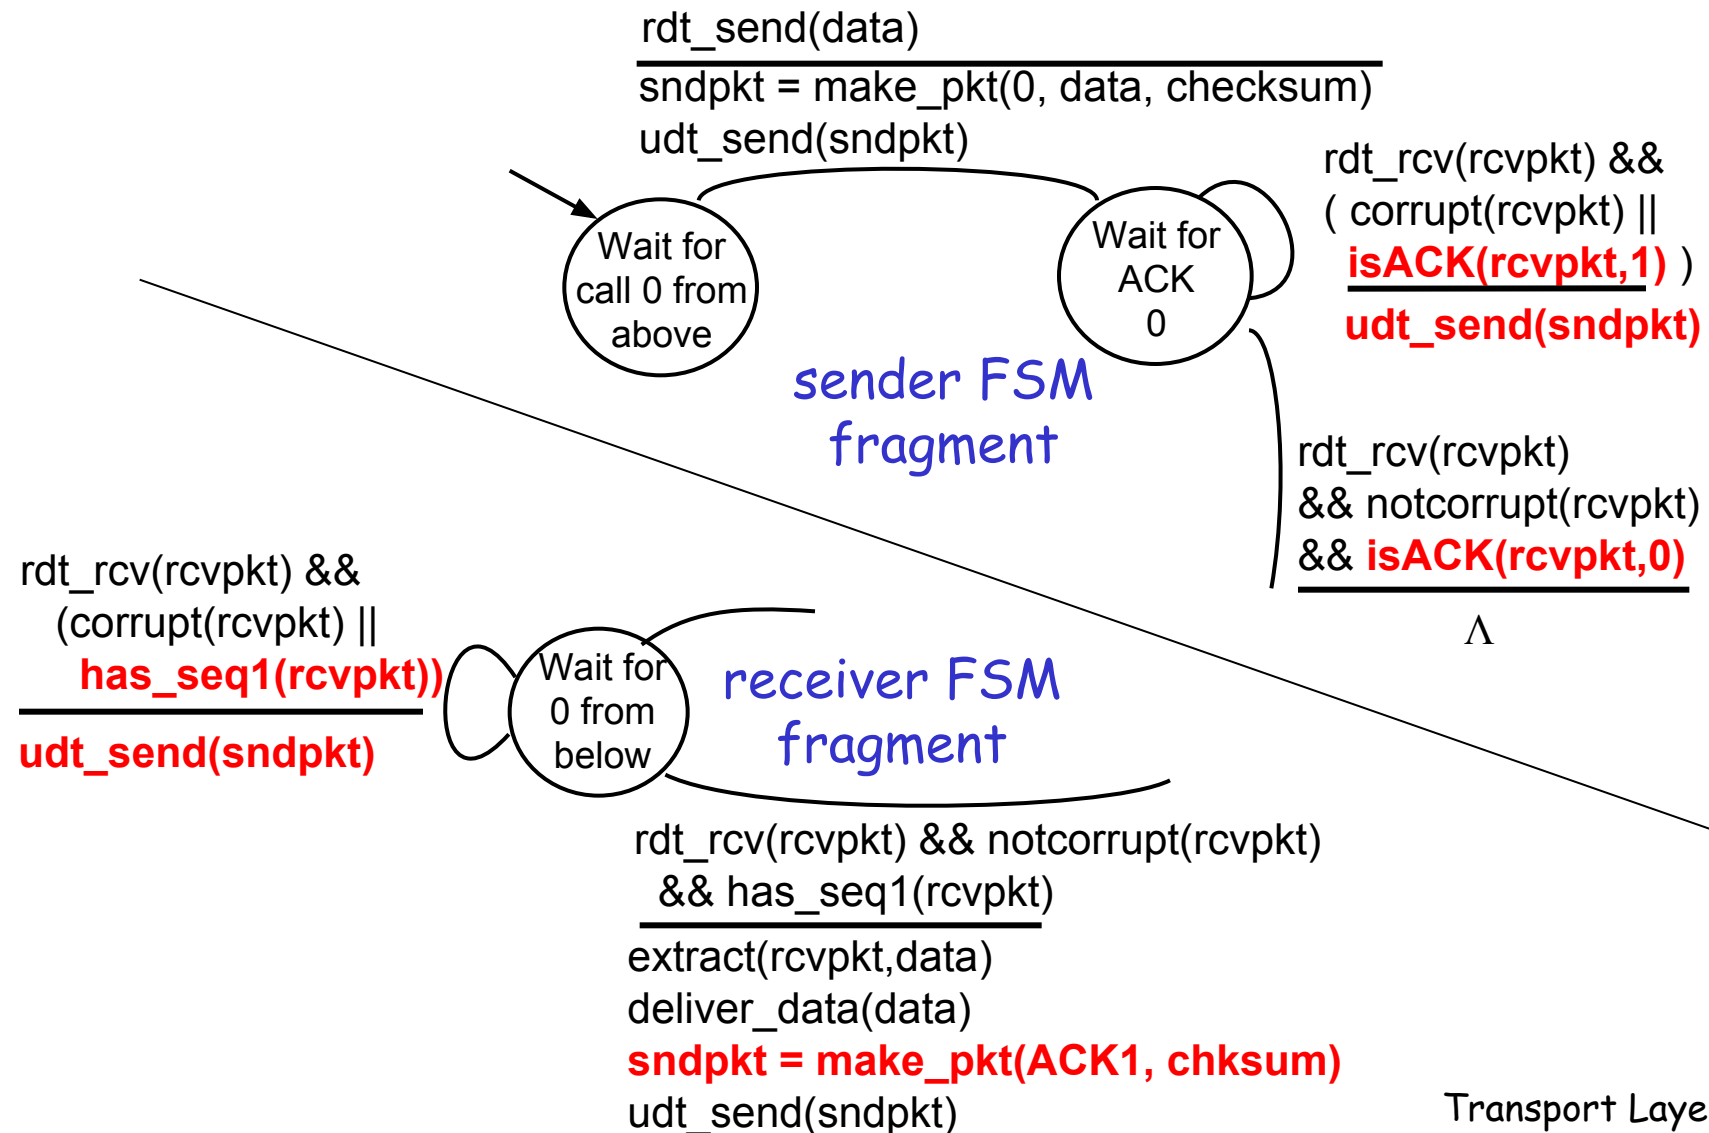 rdt_send(data)
sndpkt = make_pkt(0, data, checksum)
udt_send(sndpkt)
Wait for
call 0 from
above
Wait for
ACK
0
rdt_rcv(rcvpkt) &&
( corrupt(rcvpkt) ||
isACK(rcvpkt,1) )
udt_send(sndpkt)
sender FSM
fragment
rdt_rcv(rcvpkt)
&& notcorrupt(rcvpkt)
&& isACK(rcvpkt,0)
Λ
rdt_rcv(rcvpkt) &&
(corrupt(rcvpkt) ||
has_seq1(rcvpkt))
udt_send(sndpkt)
Wait for
0 from
below
receiver FSM
fragment
rdt_rcv(rcvpkt) && notcorrupt(rcvpkt)
&& has_seq1(rcvpkt)
extract(rcvpkt,data)
deliver_data(data)
sndpkt = make_pkt(ACK1, chksum)
udt_send(sndpkt)
Transport Laye